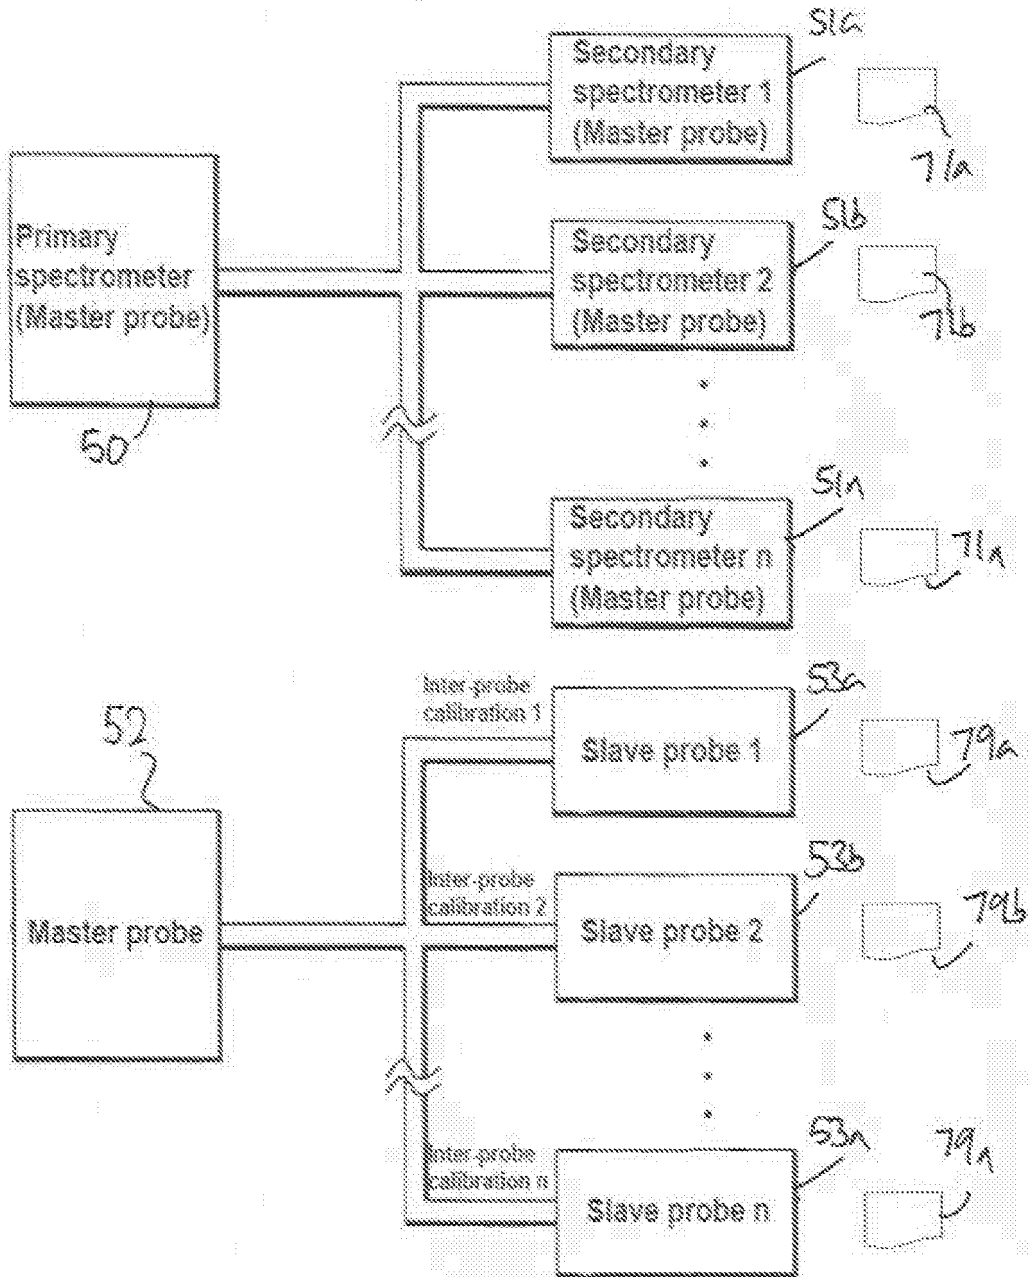 51a
Secondary
spectrometer 1
(Master probe)
71a
Primary
spectrometer
(Master probe)
50
51b
Secondary
spectrometer 2
(Master probe)
71b
51n
Secondary
spectrometer n
(Master probe)
71n
52
Master probe
Inter-probe
calibration 1
53a
Slave probe 1
79a
Inter-probe
calibration 2
53b
Slave probe 2
79b
Inter-probe
calibration n
53n
Slave probe n
79n